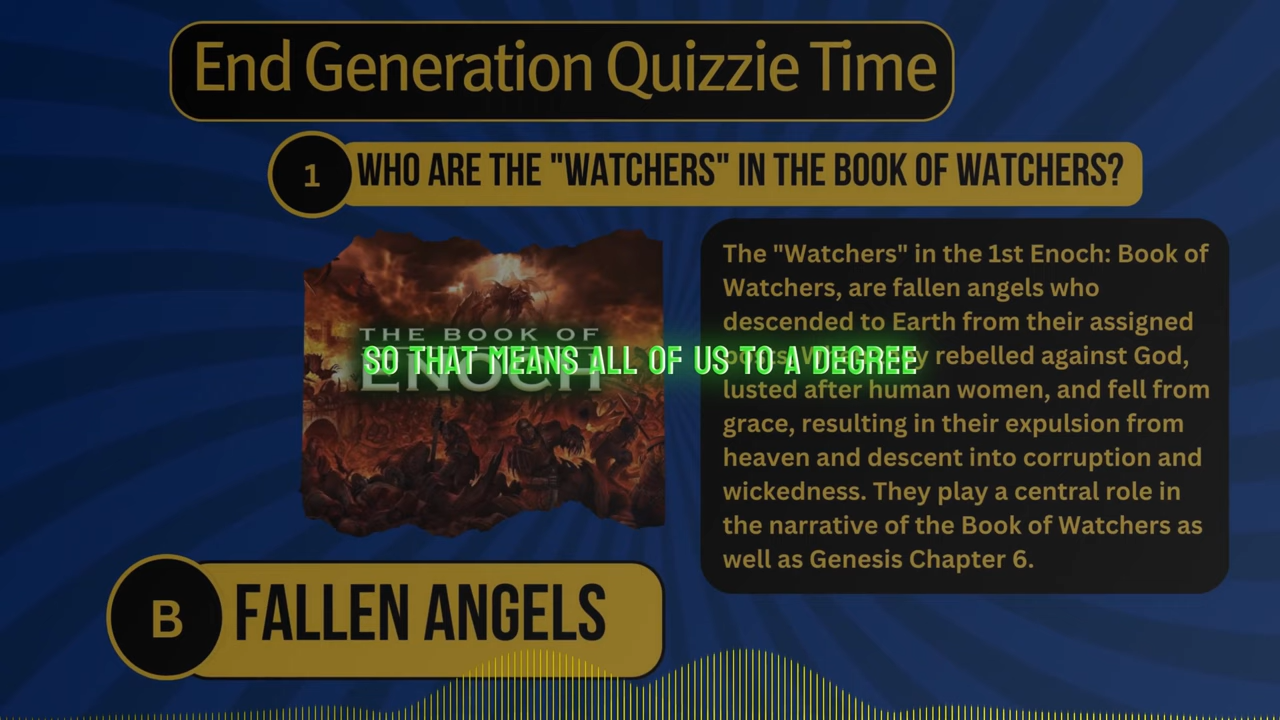 End Generation Quizzie Time
1
WHO ARE THE "WATCHERS" IN THE BOOK OF WATCHERS?
THE BOOK OF
ENOCH
SO THAT MEANS ALL OF US TO A DEGREE
The "Watchers" in the 1st Enoch: Book of
Watchers, are fallen angels who
descended to Earth from their assigned
rebelled against God,
lusted after human women, and fell from
grace, resulting in their expulsion from
heaven and descent into corruption and
wickedness. They play a central role in
the narrative of the Book of Watchers as
well as Genesis Chapter 6.
B
FALLEN ANGELS